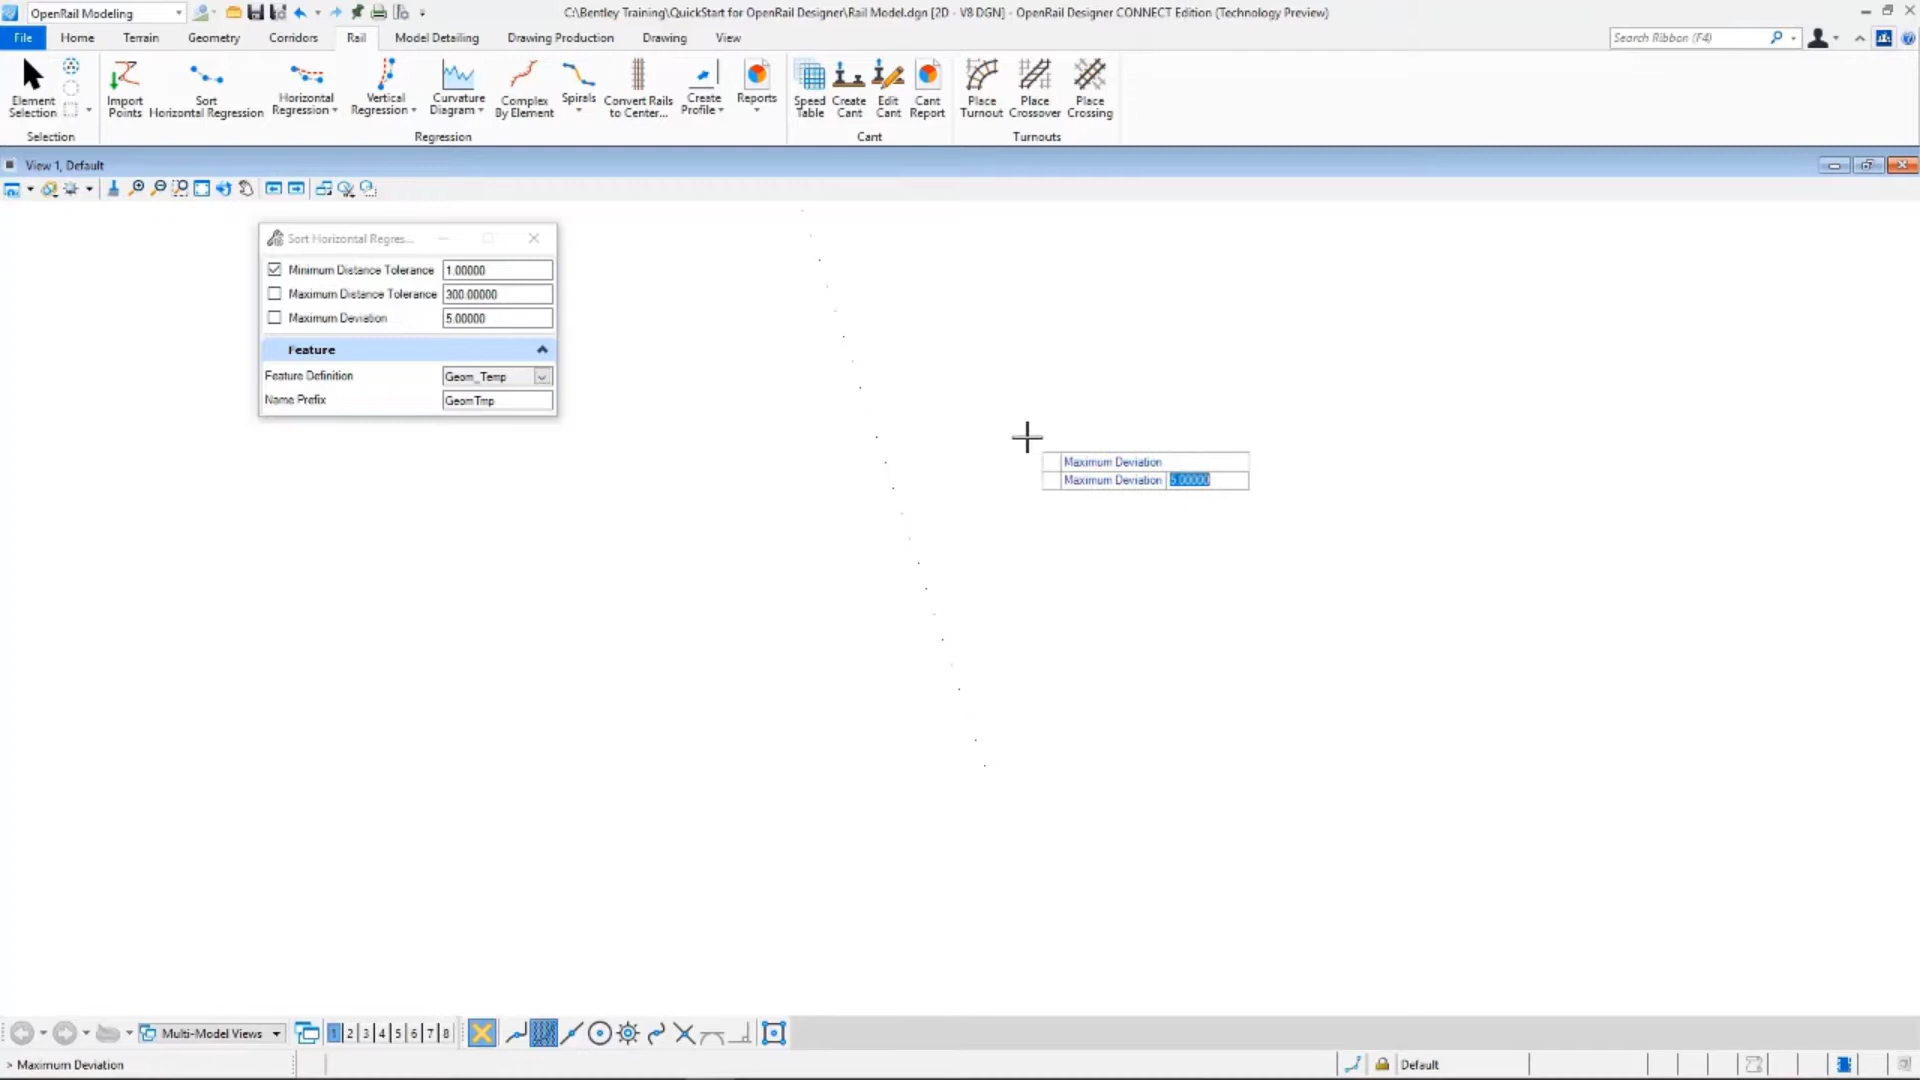 OpenRail Modeling
C:\Bentley Training\QuickStart for OpenRail Designer\Rail Model.dgn [2D - V8 DGN] - OpenRail Designer CONNECT Edition (Technology Preview)
File Home Terrain Geometry Corridors Rail Model Detailing Drawing Production Drawing View
Search Ribbon (F4)
Element Selection
Import Points
Sort Horizontal Regression
Horizontal Regression
Vertical Regression
Curvature Diagram
Complex By Element
Spirals
Convert Rails to Center...
Create Profile
Reports
Speed Table
Create Cant
Edit Cant
Cant Report
Place Turnout
Place Crossover
Place Crossing
Selection Regression Cant Turnouts
View 1, Default
Sort Horizontal Regres...
Minimum Distance Tolerance 1.00000
Maximum Distance Tolerance 300.00000
Maximum Deviation 5.00000
Feature
Feature Definition Geom_Temp
Name Prefix GeomTmp
Maximum Deviation
Maximum Deviation 5.00000
Multi-Model Views 1 2 3 4 5 6 7 8
> Maximum Deviation
Default